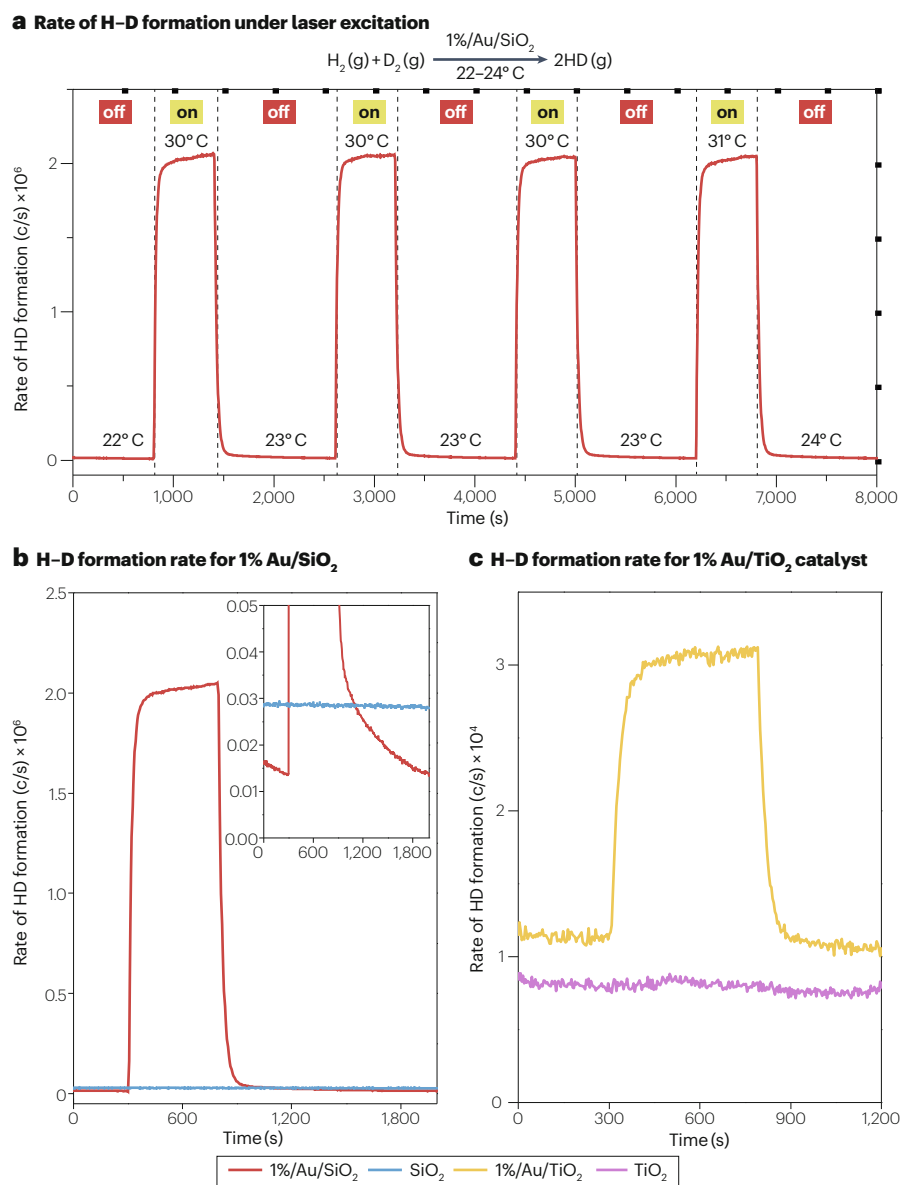 a Rate of H–D formation under laser excitation
H₂(g)+D₂(g) 1%/Au/SiO₂ 2HD(g)
22–24° C
off on off on off on off on off
30° C 30° C 30° C 31° C
2
1
0
Rate of HD formation (c/s) ×10⁶
22° C 23° C 23° C 23° C 24° C
0 1,000 2,000 3,000 4,000 5,000 6,000 7,000 8,000
Time (s)
b H–D formation rate for 1% Au/SiO₂
2.5
2.0
1.5
1.0
0.5
0
Rate of HD formation (c/s) ×10⁶
0.05
0.04
0.03
0.02
0.01
0.00
0 600 1,200 1,800
0 600 1,200 1,800
Time (s)
c H–D formation rate for 1% Au/TiO₂ catalyst
3
2
1
0
Rate of HD formation (c/s) ×10⁴
0 300 600 900 1,200
Time (s)
1%/Au/SiO₂ SiO₂ 1%/Au/TiO₂ TiO₂